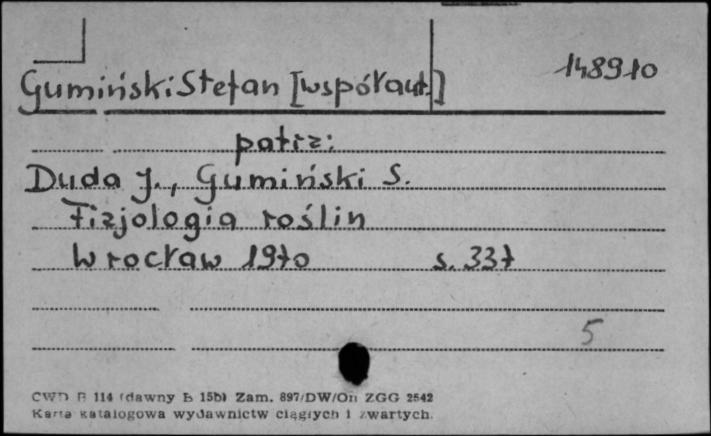 Gumiński Stefan [współaut.]
148970
patrz:
Duda J., Gumiński S.
Fizjologia roślin
Wrocław 1970 s. 337
5
CWD B 114 (dawny B 15b) Zam. 897/DW/On ZGG 2542
Karta katalogowa wydawnictw ciągłych i zwartych.